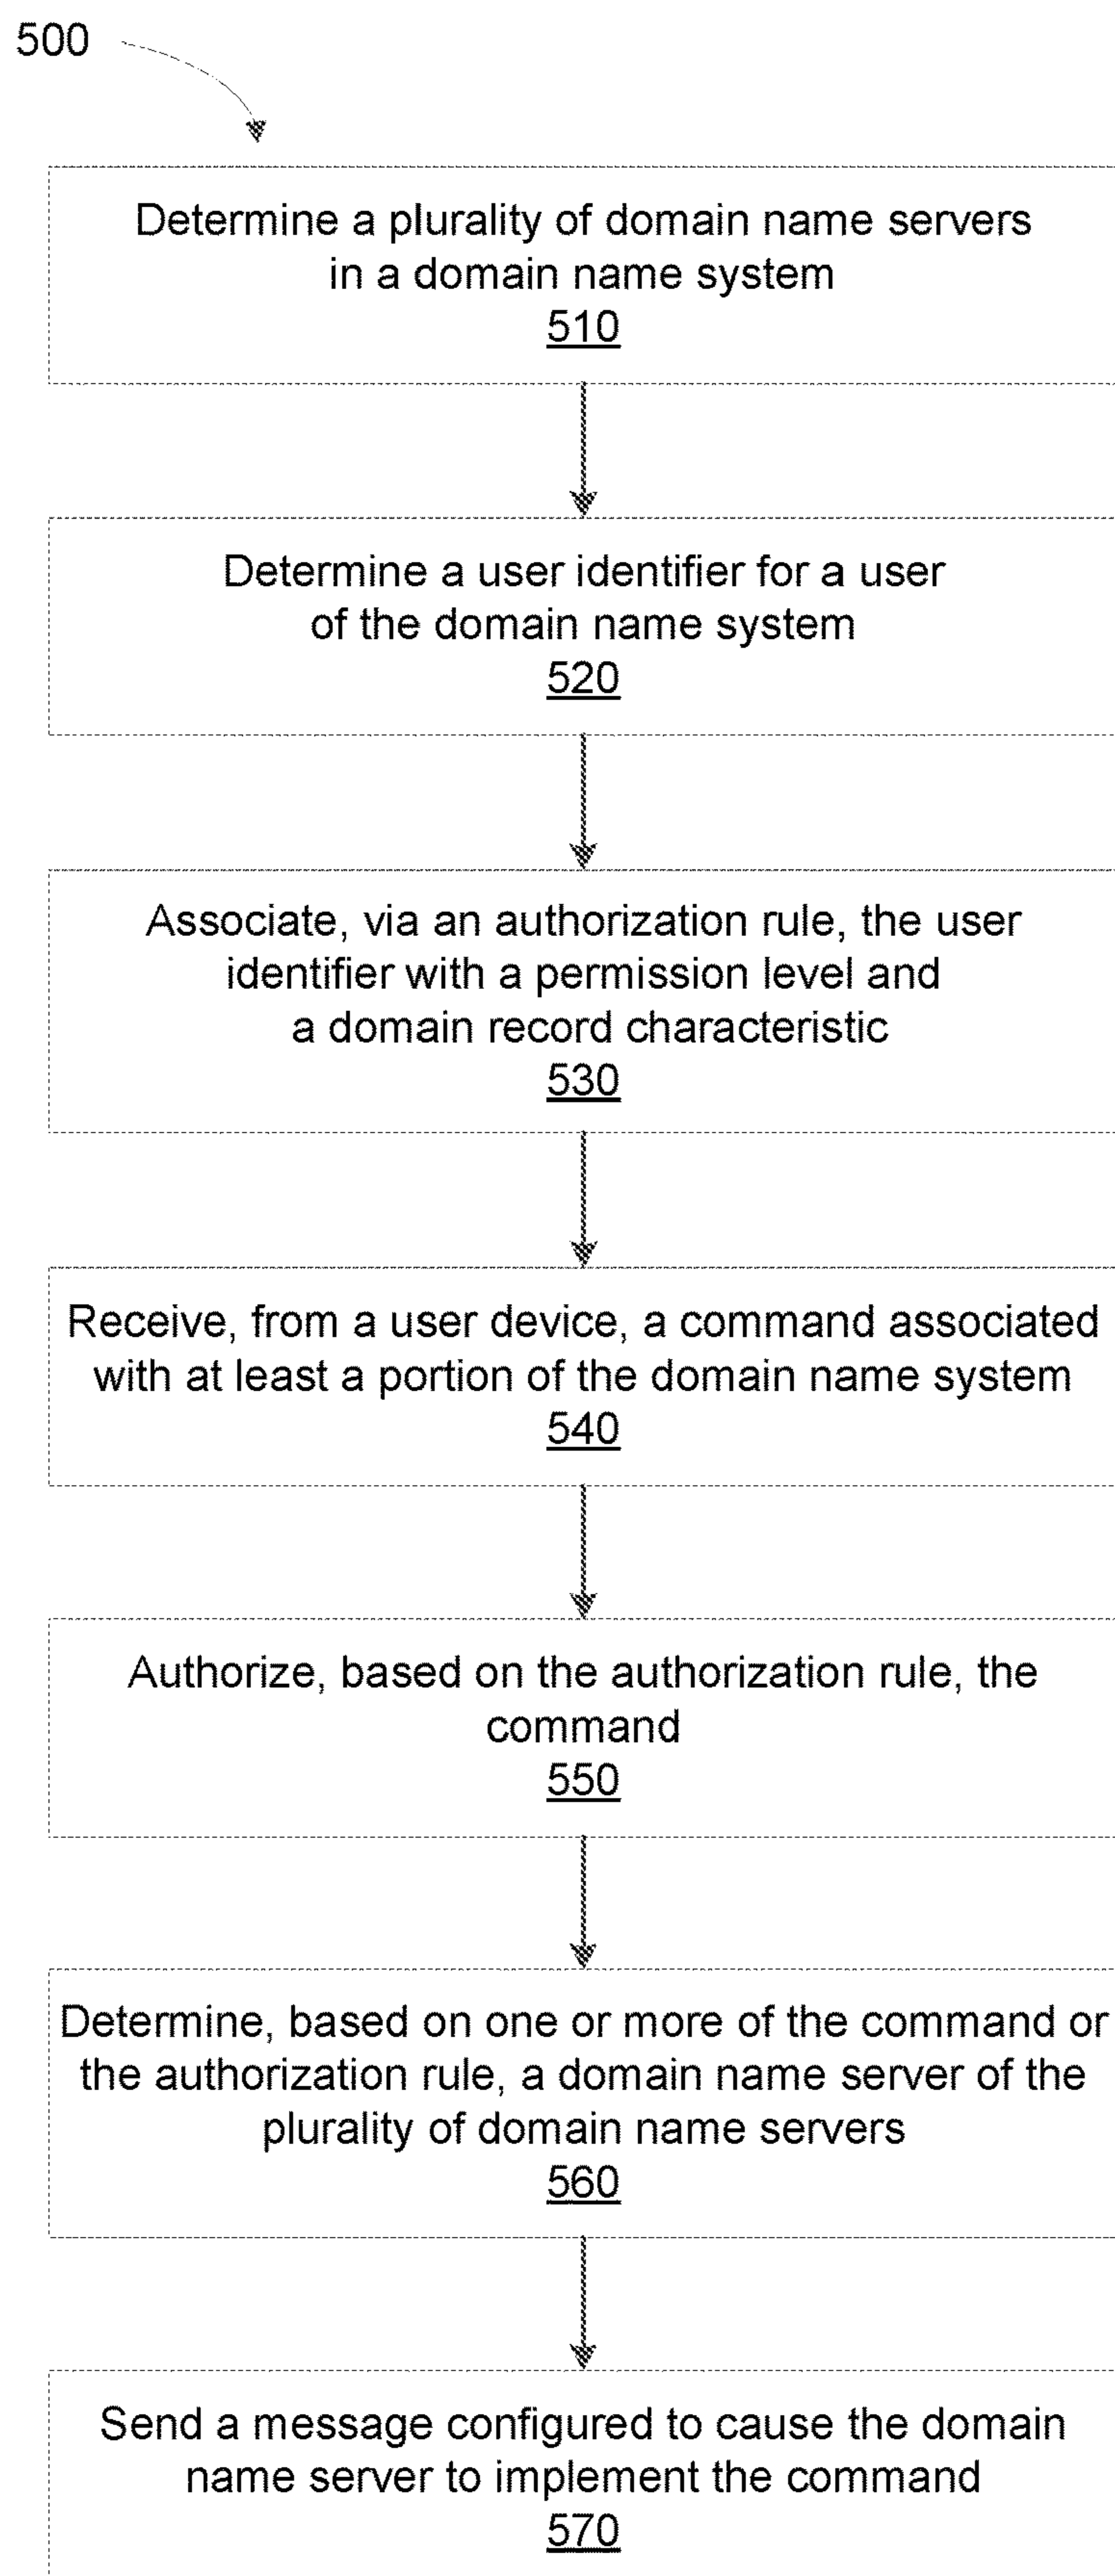 500
Determine a plurality of domain name servers
in a domain name system
510
Determine a user identifier for a user
of the domain name system
520
Associate, via an authorization rule, the user
identifier with a permission level and
a domain record characteristic
530
Receive, from a user device, a command associated
with at least a portion of the domain name system
540
Authorize, based on the authorization rule, the
command
550
Determine, based on one or more of the command or
the authorization rule, a domain name server of the
plurality of domain name servers
560
Send a message configured to cause the domain
name server to implement the command
570